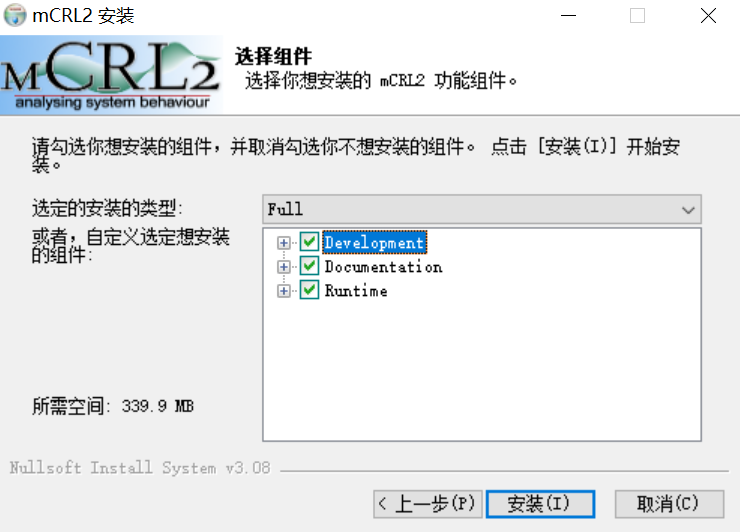 mCRL2 安装
mCRL2
analysing system behaviour
选择组件
选择你想安装的 mCRL2 功能组件。
请勾选你想安装的组件，并取消勾选你不想安装的组件。 点击 [安装(I)] 开始安
装。
选定的安装的类型:
Full
或者，自定义选定想安装
的组件:
Development
Documentation
Runtime
所需空间: 339.9 MB
Nullsoft Install System v3.08
< 上一步(P)
安装(I)
取消(C)